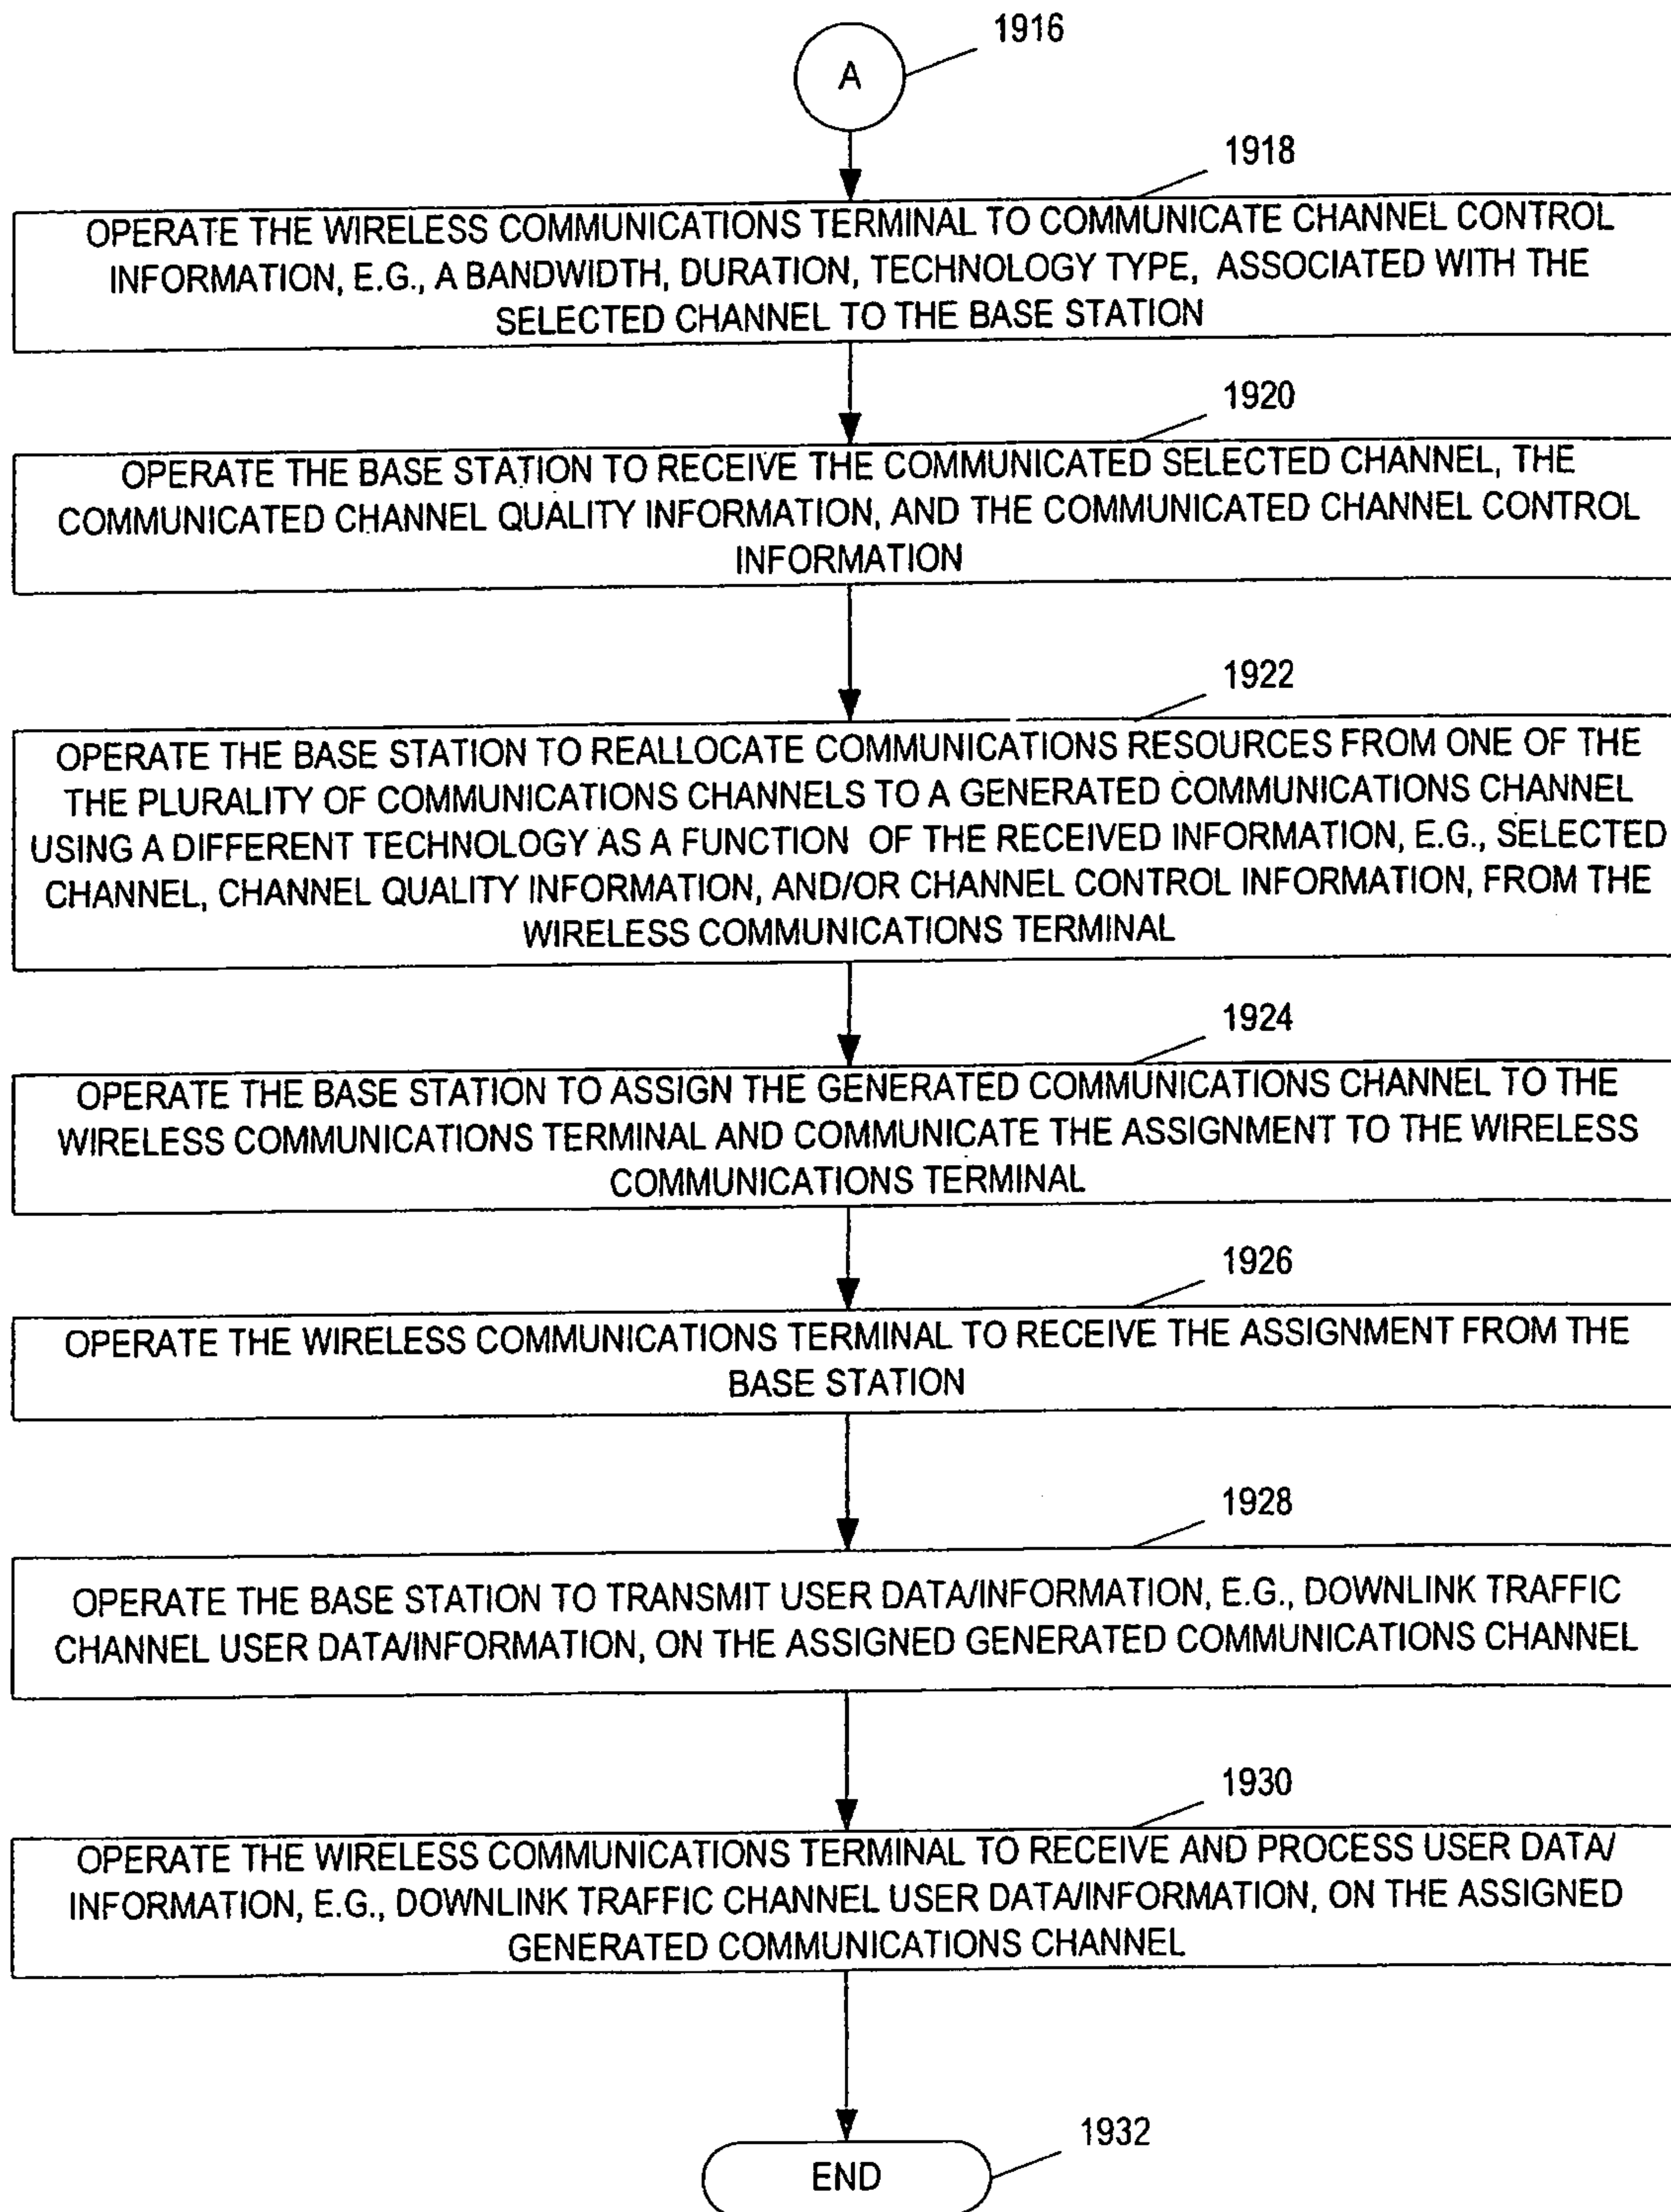 1916
A
1918
OPERATE THE WIRELESS COMMUNICATIONS TERMINAL TO COMMUNICATE CHANNEL CONTROL
INFORMATION, E.G., A BANDWIDTH, DURATION, TECHNOLOGY TYPE, ASSOCIATED WITH THE
SELECTED CHANNEL TO THE BASE STATION
1920
OPERATE THE BASE STATION TO RECEIVE THE COMMUNICATED SELECTED CHANNEL, THE
COMMUNICATED CHANNEL QUALITY INFORMATION, AND THE COMMUNICATED CHANNEL CONTROL
INFORMATION
1922
OPERATE THE BASE STATION TO REALLOCATE COMMUNICATIONS RESOURCES FROM ONE OF THE
THE PLURALITY OF COMMUNICATIONS CHANNELS TO A GENERATED COMMUNICATIONS CHANNEL
USING A DIFFERENT TECHNOLOGY AS A FUNCTION OF THE RECEIVED INFORMATION, E.G., SELECTED
CHANNEL, CHANNEL QUALITY INFORMATION, AND/OR CHANNEL CONTROL INFORMATION, FROM THE
WIRELESS COMMUNICATIONS TERMINAL
1924
OPERATE THE BASE STATION TO ASSIGN THE GENERATED COMMUNICATIONS CHANNEL TO THE
WIRELESS COMMUNICATIONS TERMINAL AND COMMUNICATE THE ASSIGNMENT TO THE WIRELESS
COMMUNICATIONS TERMINAL
1926
OPERATE THE WIRELESS COMMUNICATIONS TERMINAL TO RECEIVE THE ASSIGNMENT FROM THE
BASE STATION
1928
OPERATE THE BASE STATION TO TRANSMIT USER DATA/INFORMATION, E.G., DOWNLINK TRAFFIC
CHANNEL USER DATA/INFORMATION, ON THE ASSIGNED GENERATED COMMUNICATIONS CHANNEL
1930
OPERATE THE WIRELESS COMMUNICATIONS TERMINAL TO RECEIVE AND PROCESS USER DATA/
INFORMATION, E.G., DOWNLINK TRAFFIC CHANNEL USER DATA/INFORMATION, ON THE ASSIGNED
GENERATED COMMUNICATIONS CHANNEL
1932
END